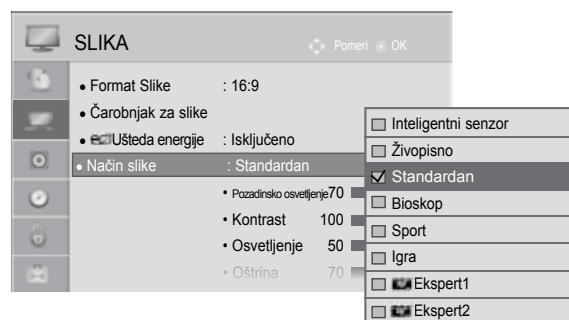 SLIKA
Pomeri OK
• Format Slike : 16:9
• Čarobnjak za slike
• Ušteda energije : Isključeno
• Način slike : Standardan
• Pozadinsko osvetljenje 70
• Kontrast 100
• Osvetljenje 50
• Oštrina 70
Inteligentni senzor
Živopisno
Standardan
Bioskop
Sport
Igra
Ekspert1
Ekspert2